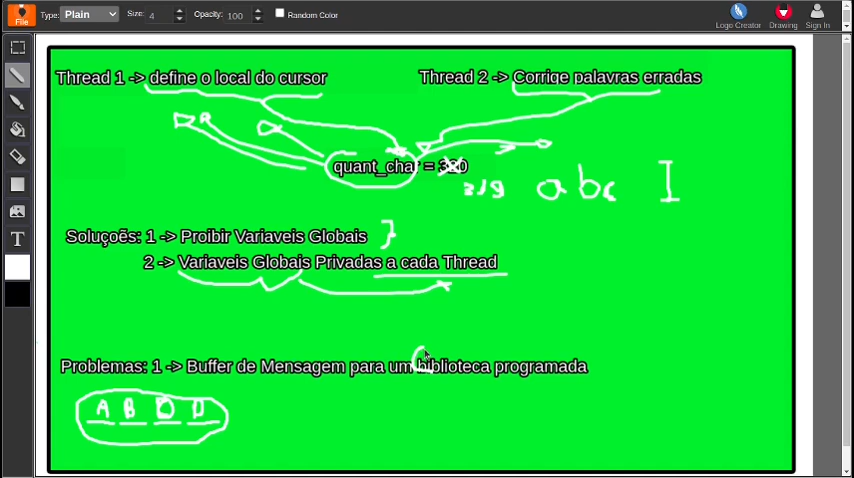 File Type: Plain Size: 4 Opacity: 100 Random Color Logo Creator Drawing Sign In
Thread 1 -> define o local do cursor Thread 2 -> Corrige palavras erradas
quant_char = 320
319 abc I
Soluçoês: 1 -> Proibir Variaveis Globais }
2 -> Variaveis Globais Privadas a cada Thread
Problemas: 1 -> Buffer de Mensagem para um biblioteca programada
A B D
T